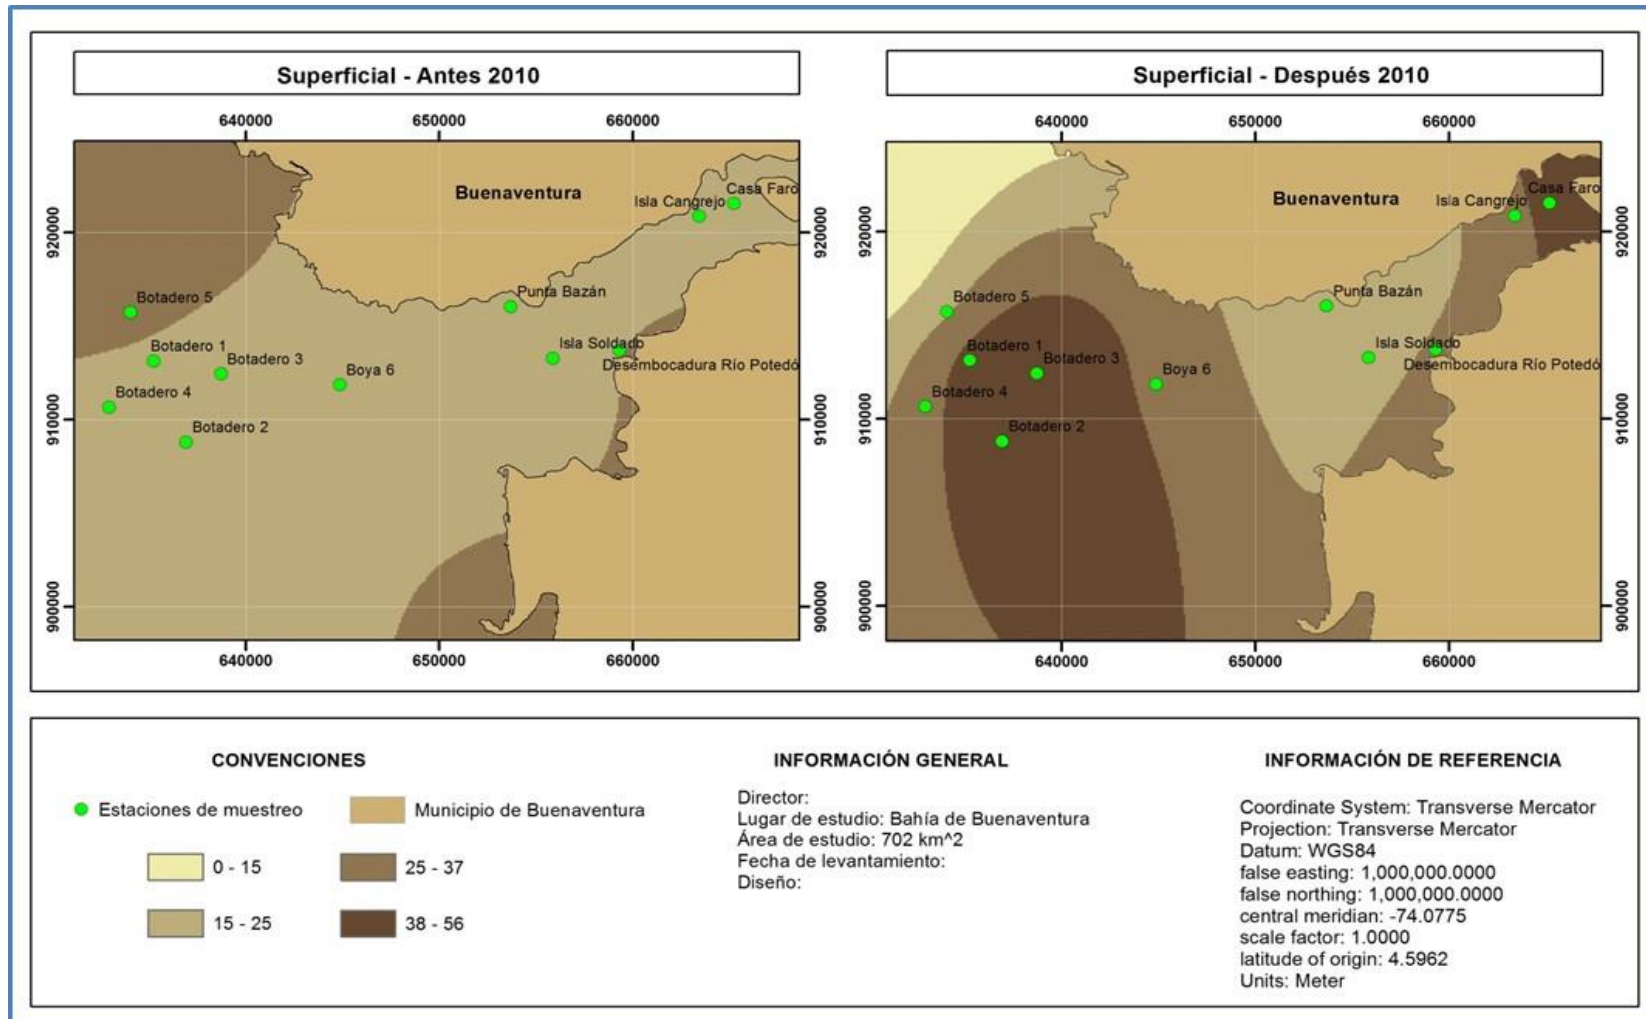 Superficial - Antes 2010
640000
650000
660000
920000
920000
910000
910000
900000
900000
Buenaventura
Casa Faro
Isla Cangrejo
Punta Bazán
Botadero 5
Isla Soldado
Botadero 1
Botadero 3
Desembocadura Río Potedó
Boya 6
Botadero 4
Botadero 2
640000
650000
660000
Superficial - Después 2010
640000
650000
660000
920000
920000
910000
910000
900000
900000
Buenaventura
Casa Faro
Isla Cangrejo
Punta Bazán
Botadero 5
Isla Soldado
Botadero 1
Botadero 3
Desembocadura Río Potedó
Boya 6
Botadero 4
Botadero 2
640000
650000
660000
CONVENCIONES
Estaciones de muestreo
Municipio de Buenaventura
0 - 15
25 - 37
15 - 25
38 - 56
INFORMACIÓN GENERAL
Director:
Lugar de estudio: Bahía de Buenaventura
Área de estudio: 702 km^2
Fecha de levantamiento:
Diseño:
INFORMACIÓN DE REFERENCIA
Coordinate System: Transverse Mercator
Projection: Transverse Mercator
Datum: WGS84
false easting: 1,000,000.0000
false northing: 1,000,000.0000
central meridian: -74.0775
scale factor: 1.0000
latitude of origin: 4.5962
Units: Meter